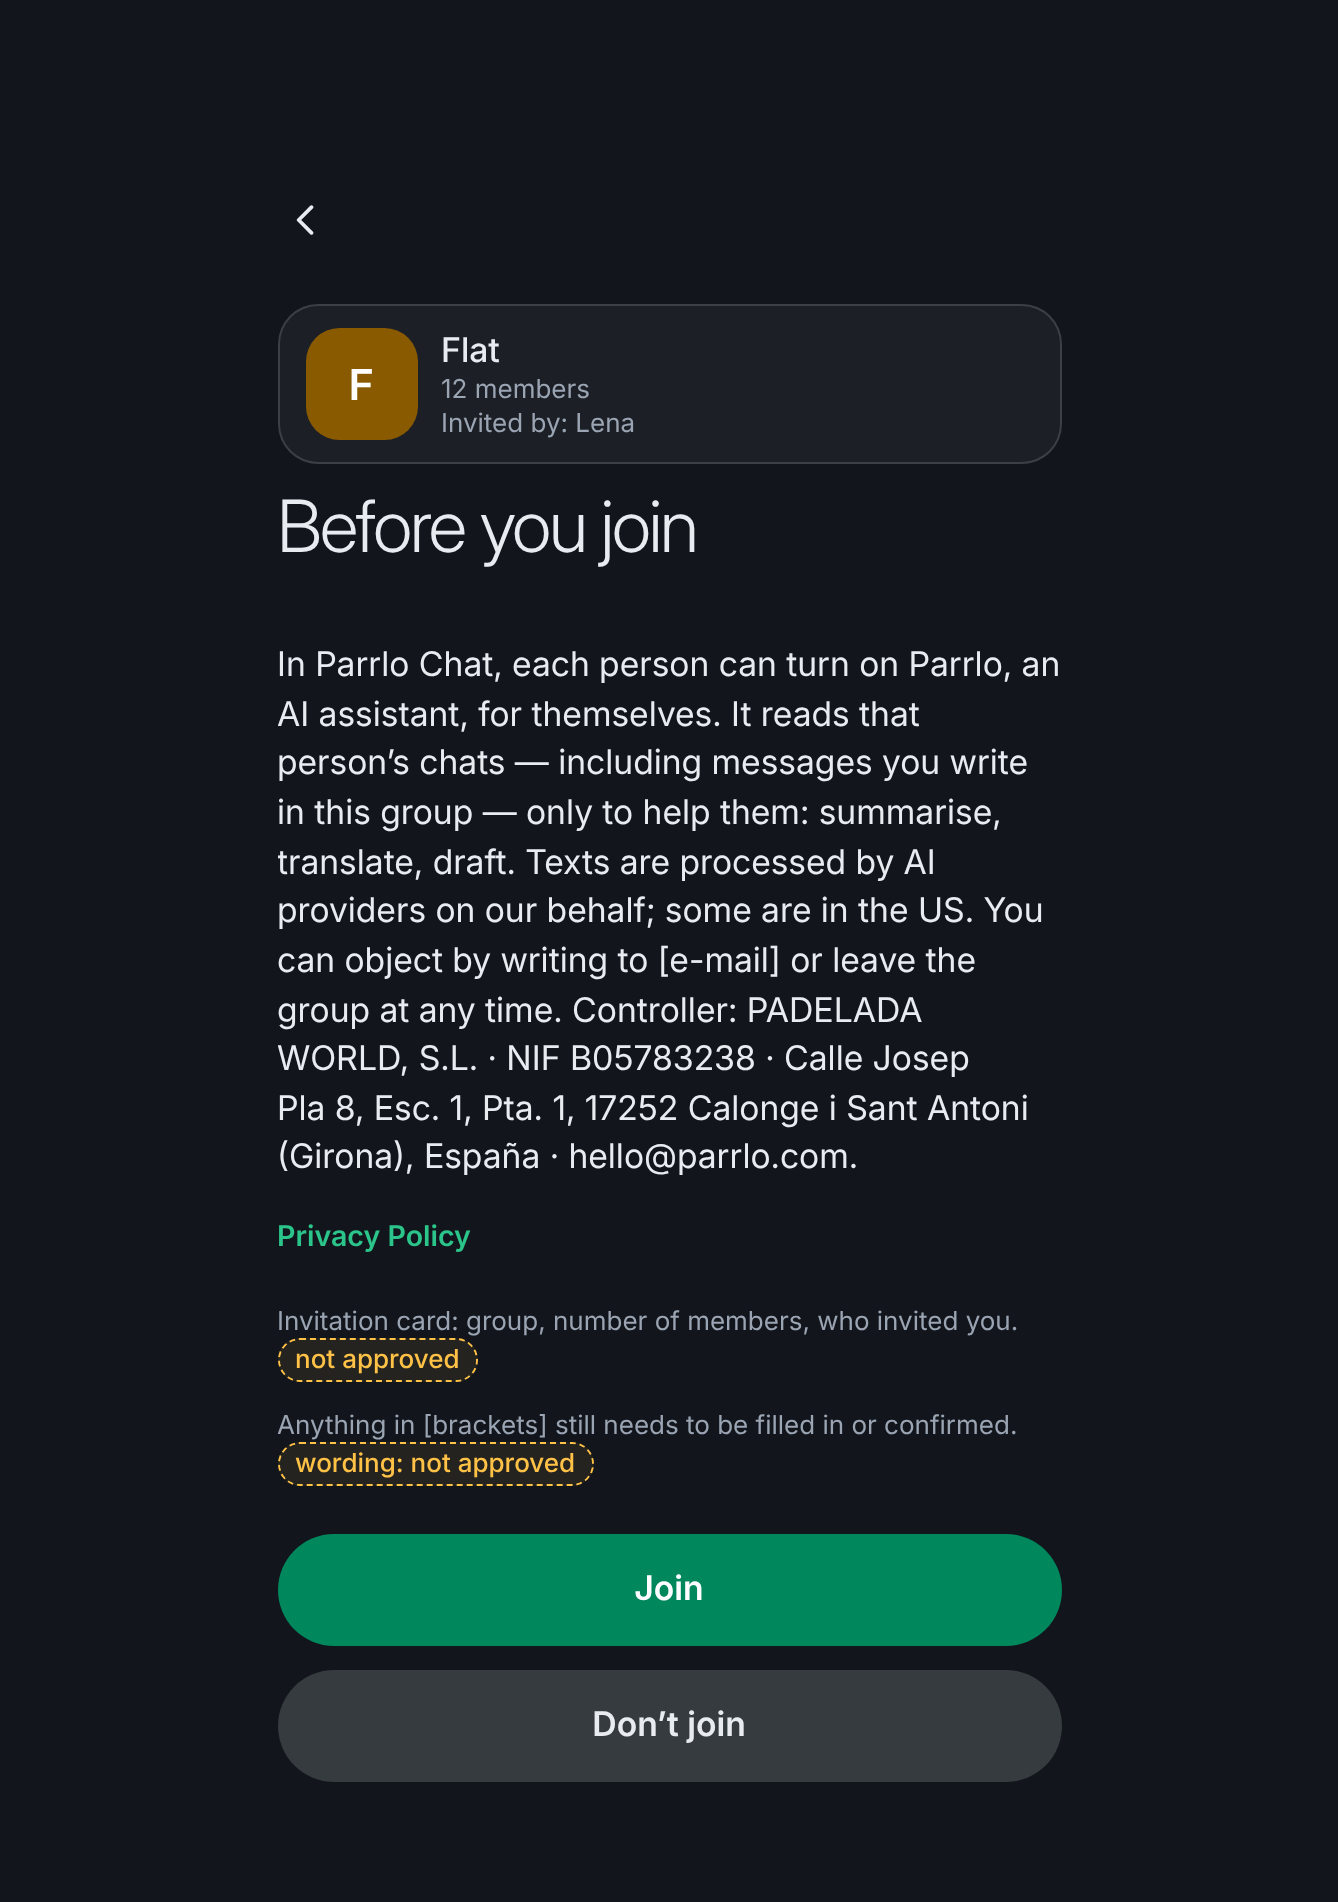 Flat
F
12 members
Invited by: Lena
Before you join
In Parrlo Chat, each person can turn on Parrlo, an
AI assistant, for themselves. It reads that
person’s chats — including messages you write
in this group — only to help them: summarise,
translate, draft. Texts are processed by AI
providers on our behalf; some are in the US. You
can object by writing to [e-mail] or leave the
group at any time. Controller: PADELADA
WORLD, S.L. · NIF B05783238 · Calle Josep
Pla 8, Esc. 1, Pta. 1, 17252 Calonge i Sant Antoni
(Girona), España · hello@parrlo.com.
Privacy Policy
Invitation card: group, number of members, who invited you.
not approved
Anything in [brackets] still needs to be filled in or confirmed.
wording: not approved
Join
Don’t join